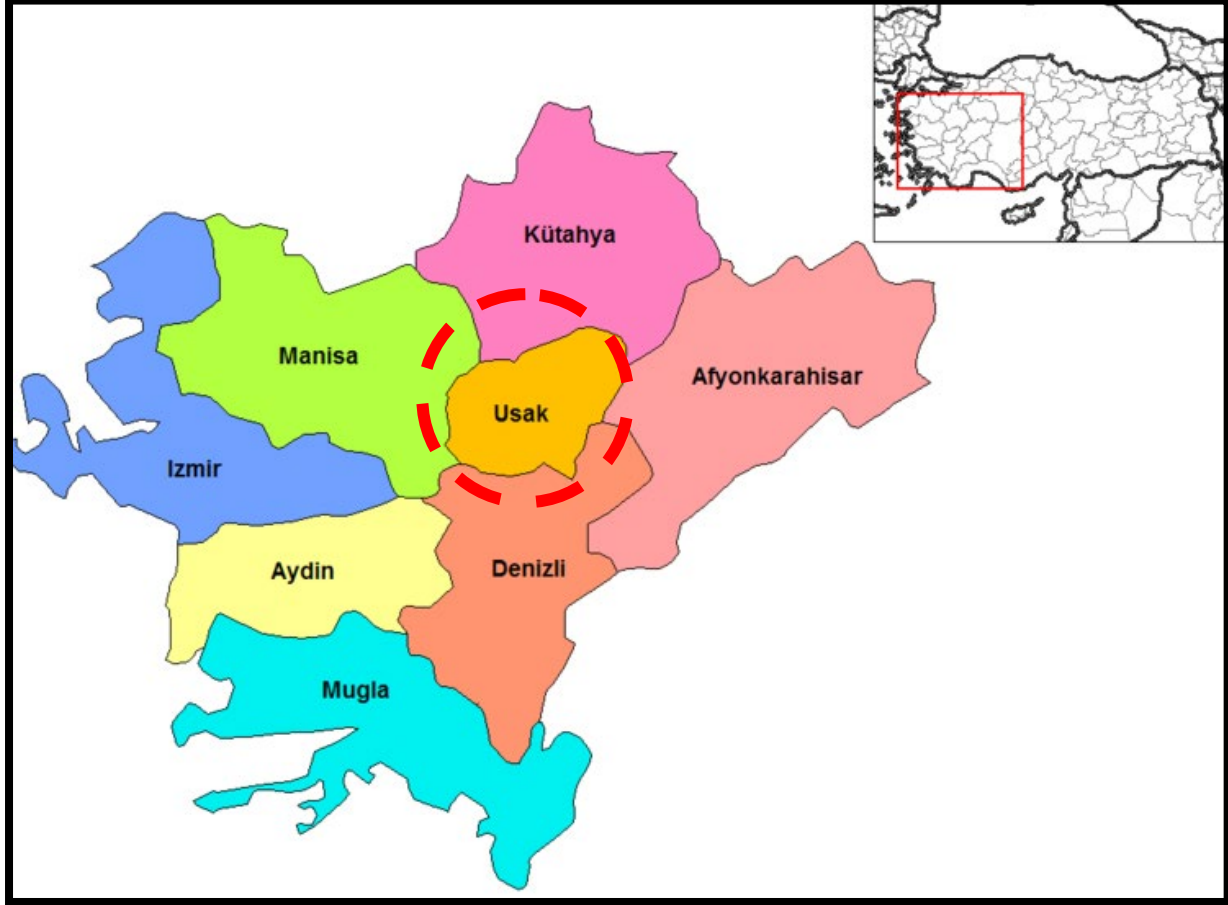 Kütahya
Manisa
Afyonkarahisar
Usak
Izmir
Denizli
Aydin
Mugla